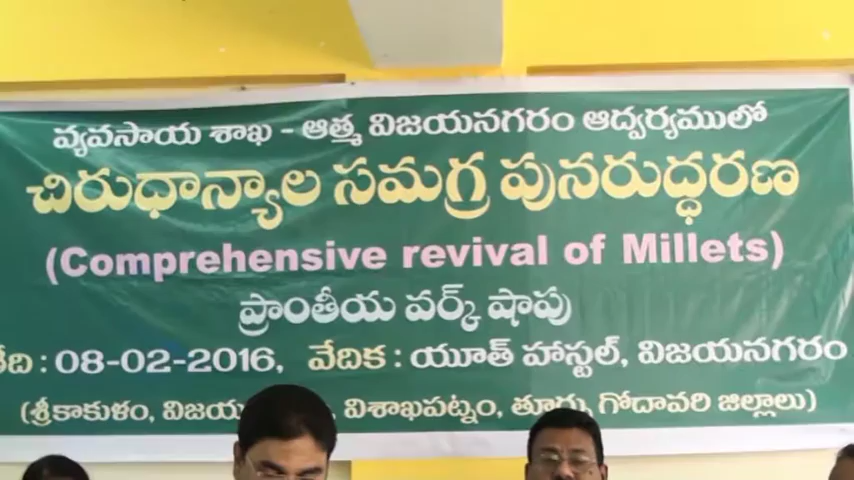 వ్యవసాయ శాఖ - ఆత్మ విజయనగరం ఆద్వర్యములో
చిరుధాన్యాల సమగ్ర పునరుద్ధరణ
(Comprehensive revival of Millets)
ప్రాంతీయ వర్క్ షాపు
: 08-02-2016, వేదిక : యూత్ హాస్టల్, విజయనగరం
(శ్రీకాకుళం, విశాఖపట్నం, తూర్పు గోదావరి జిల్లాలు)